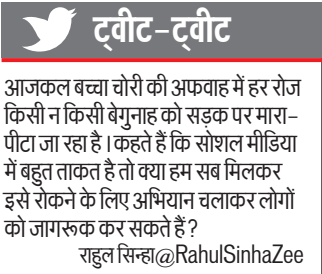 ट्वीट-ट्वीट
आजकल बच्चा चोरी की अफवाह में हर रोज
किसी न किसी बेगुनाह को सड़क पर मारा-
पीटा जा रहा है। कहते हैं कि सोशल मीडिया
में बहुत ताकत है तो क्या हम सब मिलकर
इसे रोकने के लिए अभियान चलाकर लोगों
को जागरूक कर सकते हैं?
राहुल सिन्हा@RahulSinhaZee